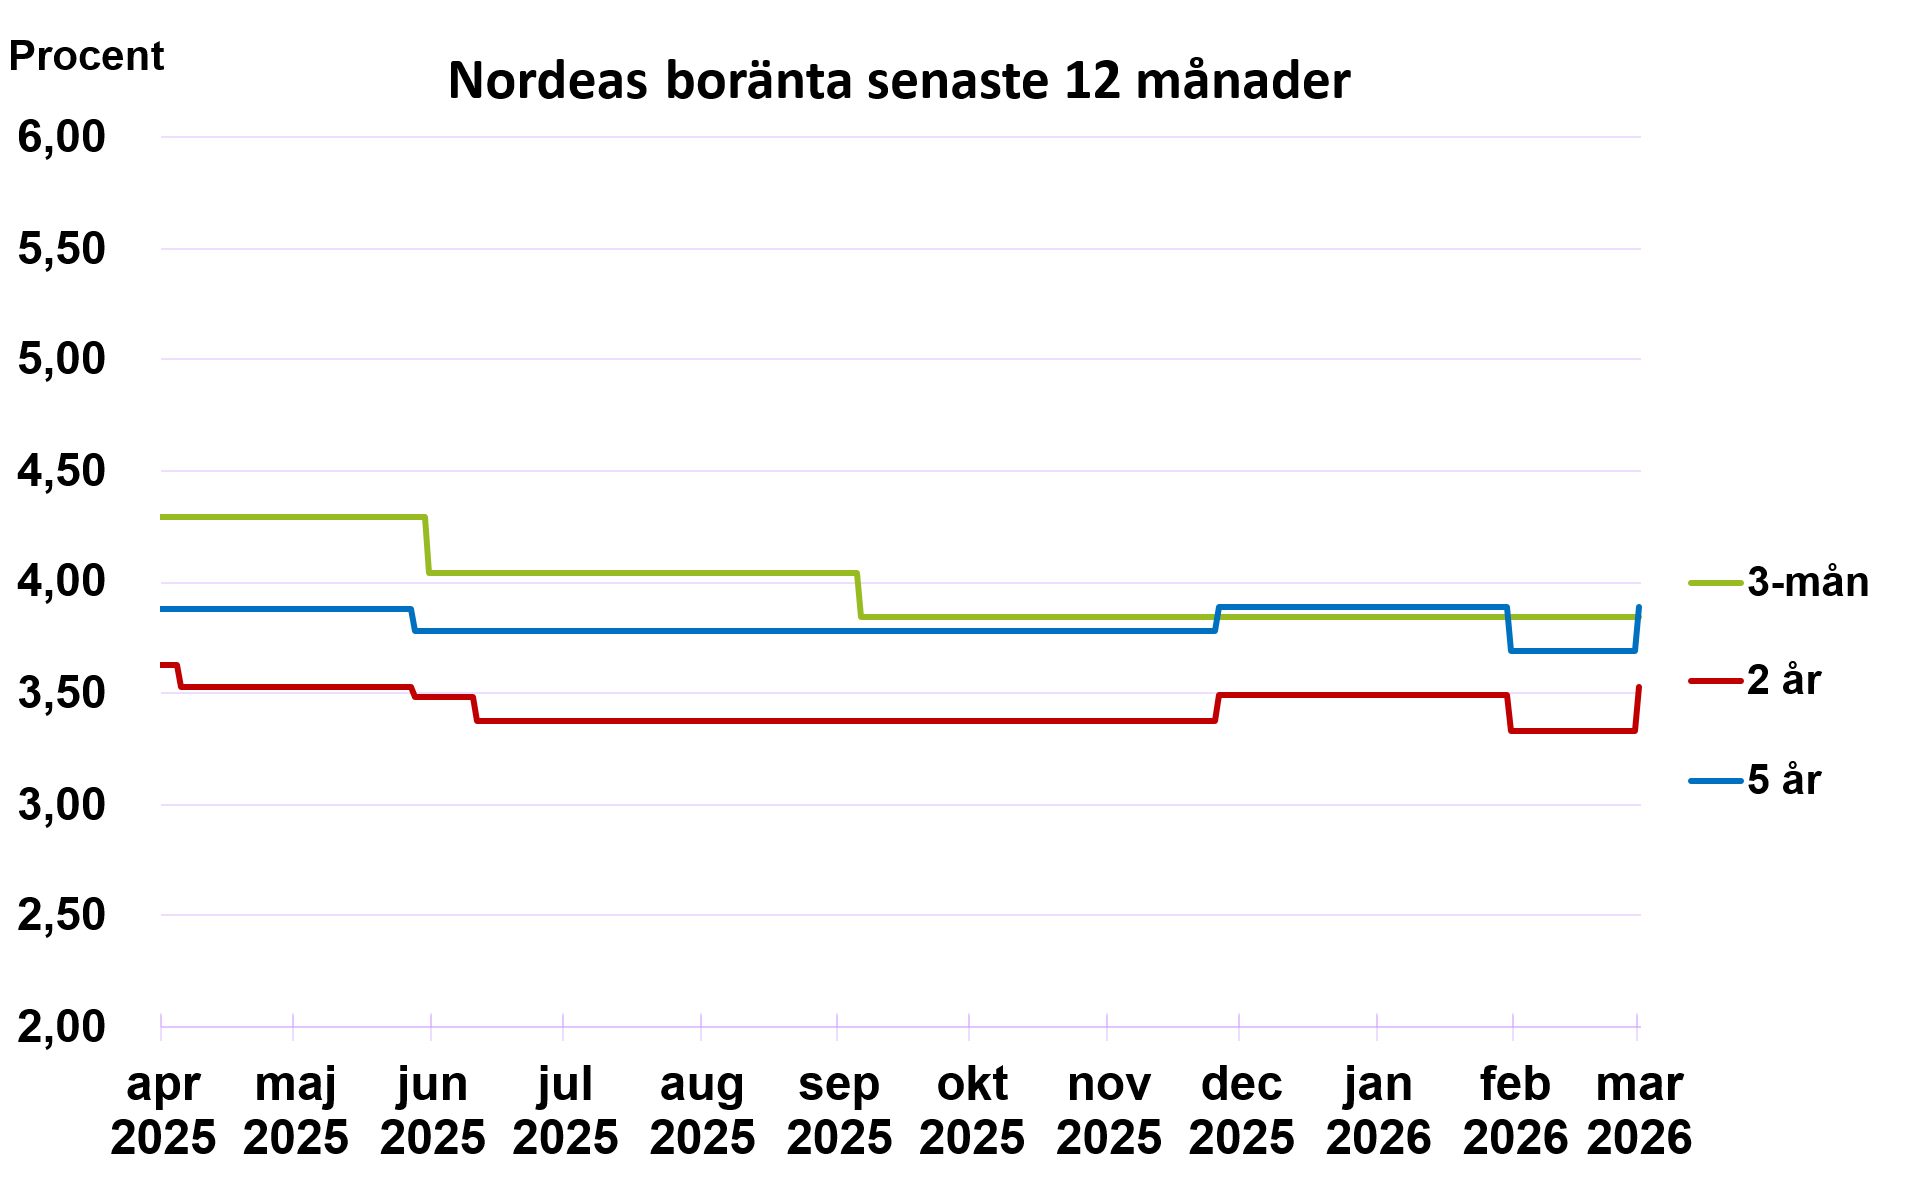 Procent
Nordeas boränta senaste 12 månader
6,00
5,50
5,00
4,50
4,00
3,50
3,00
2,50
2,00
3-mån
2 år
5 år
apr maj jun jul aug sep okt nov dec jan feb mar
2025 2025 2025 2025 2025 2025 2025 2025 2025 2026 2026 2026